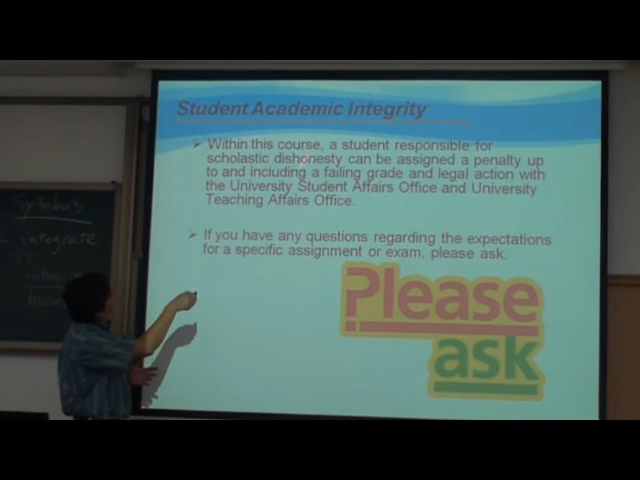 Student Academic Integrity
Within this course, a student responsible for
scholastic dishonesty can be assigned a penalty up
to and including a failing grade and legal action with
the University Student Affairs Office and University
Teaching Affairs Office.
If you have any questions regarding the expectations
for a specific assignment or exam, please ask.
Please
ask
Syllabus
integrate